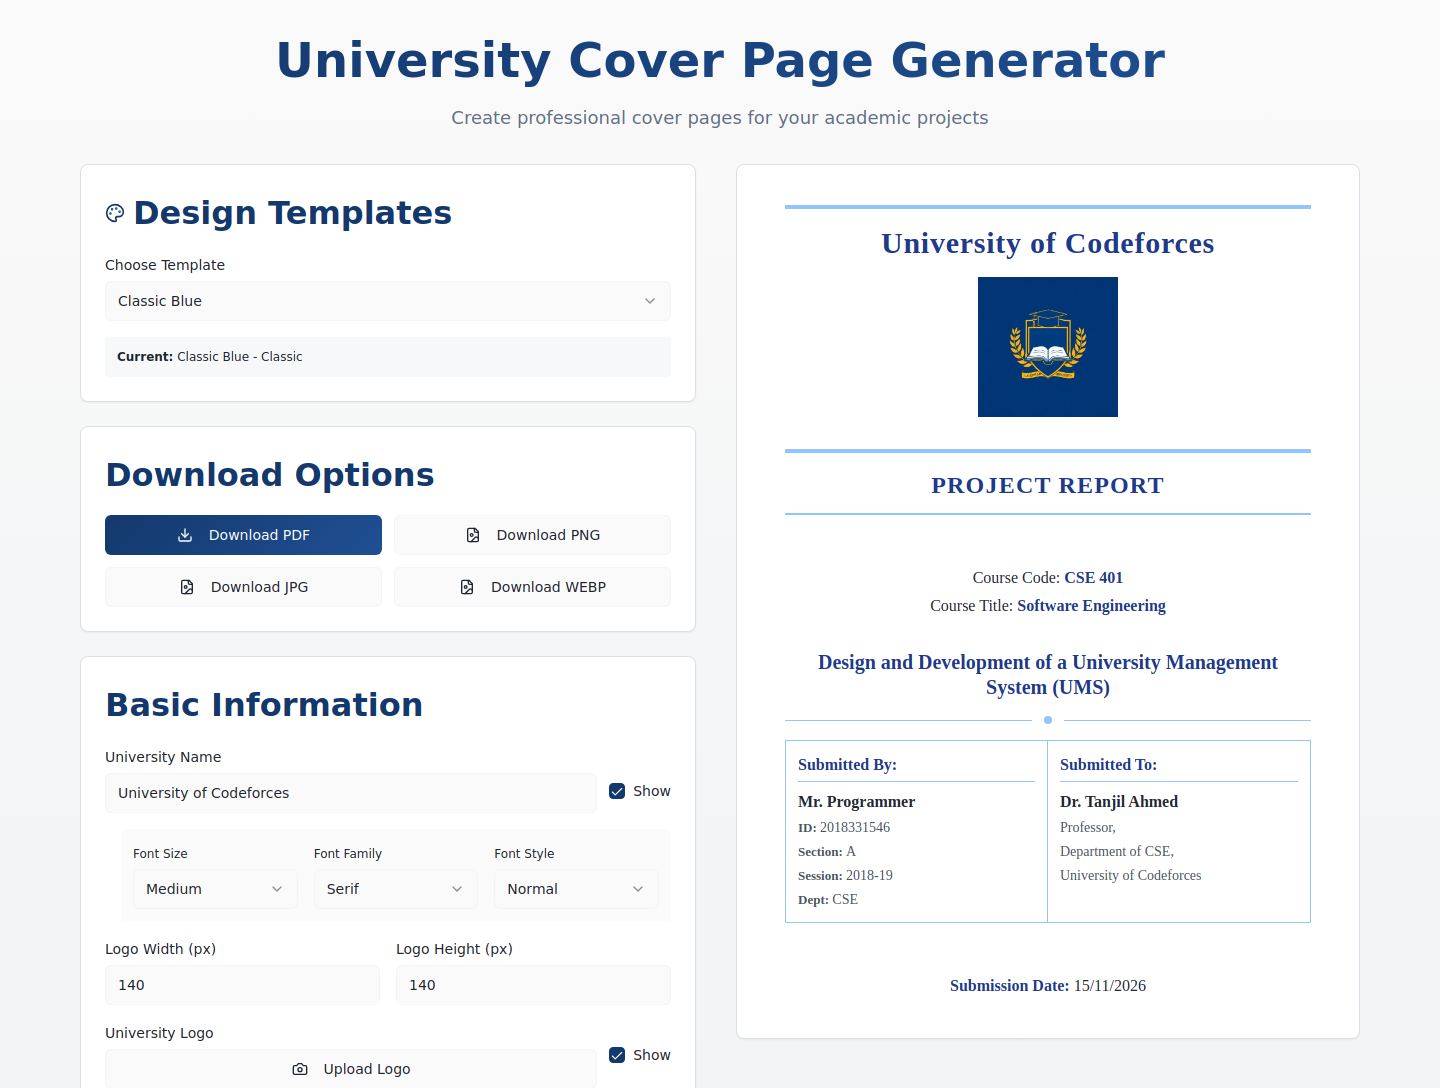 University Cover Page Generator
Create professional cover pages for your academic projects
Design Templates
Choose Template
Classic Blue
Current: Classic Blue - Classic
Download Options
Download PDF
Download PNG
Download JPG
Download WEBP
Basic Information
University Name
University of Codeforces
Show
Font Size
Font Family
Font Style
Medium
Serif
Normal
Logo Width (px)
Logo Height (px)
140
140
University Logo
Upload Logo
Show
University of Codeforces
PROJECT REPORT
Course Code: CSE 401
Course Title: Software Engineering
Design and Development of a University Management
System (UMS)
Submitted By:
Mr. Programmer
ID: 2018331546
Section: A
Session: 2018-19
Dept: CSE
Submitted To:
Dr. Tanjil Ahmed
Professor,
Department of CSE,
University of Codeforces
Submission Date: 15/11/2026